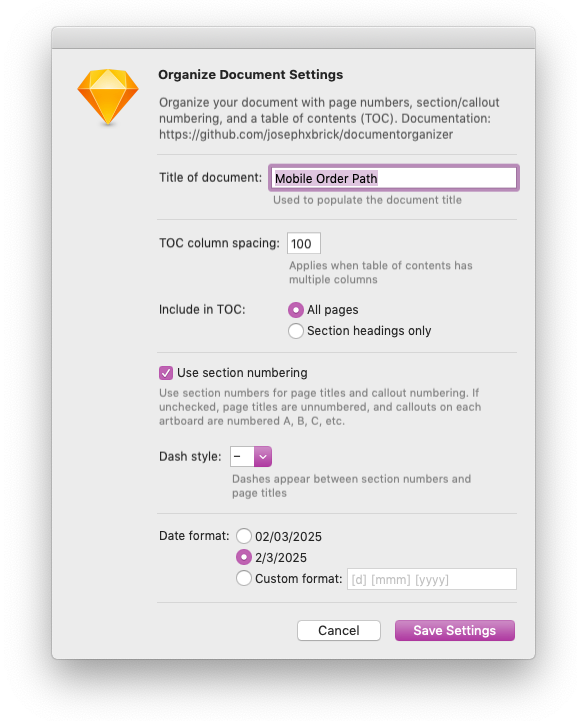 Organize Document Settings
Organize your document with page numbers, section/callout
numbering, and a table of contents (TOC). Documentation:
https://github.com/josephxbrick/documentorganizer
Title of document: Mobile Order Path
Used to populate the document title
TOC column spacing: 100
Applies when table of contents has
multiple columns
Include in TOC: All pages
Section headings only
Use section numbering
Use section numbers for page titles and callout numbering. If
unchecked, page titles are unnumbered, and callouts on each
artboard are numbered A, B, C, etc.
Dash style: –
Dashes appear between section numbers and
page titles
Date format: 02/03/2025
2/3/2025
Custom format: [d] [mmm] [yyyy]
Cancel Save Settings